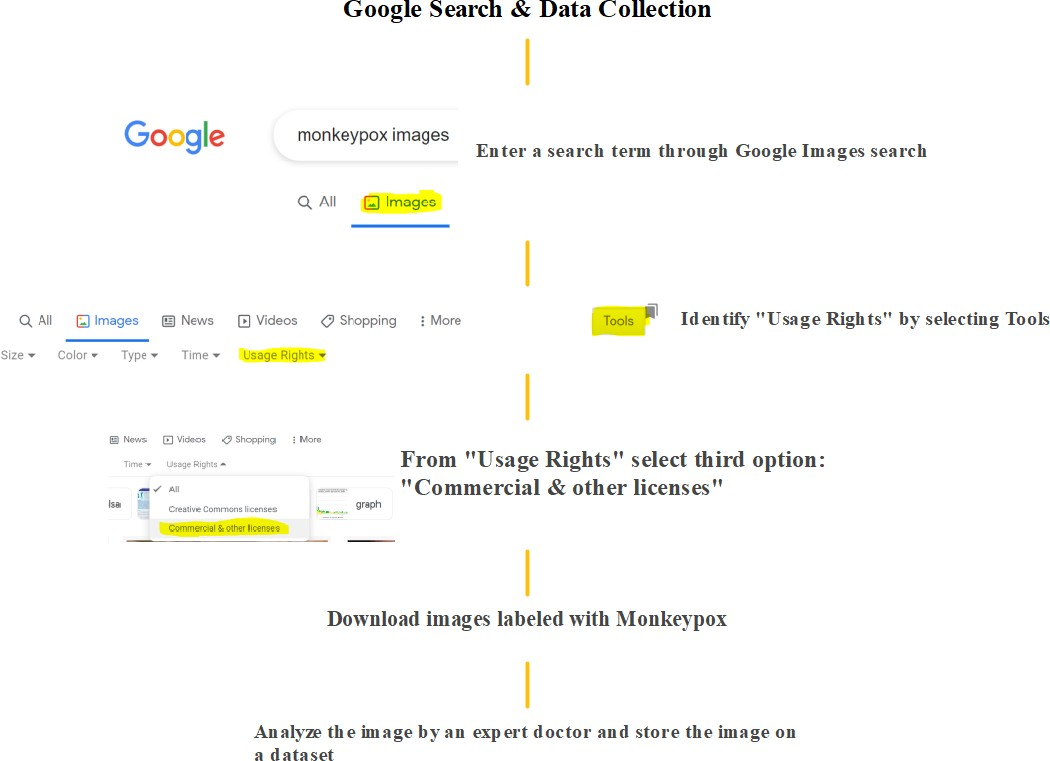 Google Search & Data Collection
Google
monkeypox images
Enter a search term through Google Images search
All Images
All Images News Videos Shopping More
Tools
Identify "Usage Rights" by selecting Tools
Size Color Type Time Usage Rights
News Videos Shopping More
Time Usage Rights
From "Usage Rights" select third option:
"Commercial & other licenses"
All
Creative Commons licenses
lsa
graph
Commercial & other licenses
Download images labeled with Monkeypox
Analyze the image by an expert doctor and store the image on
a dataset